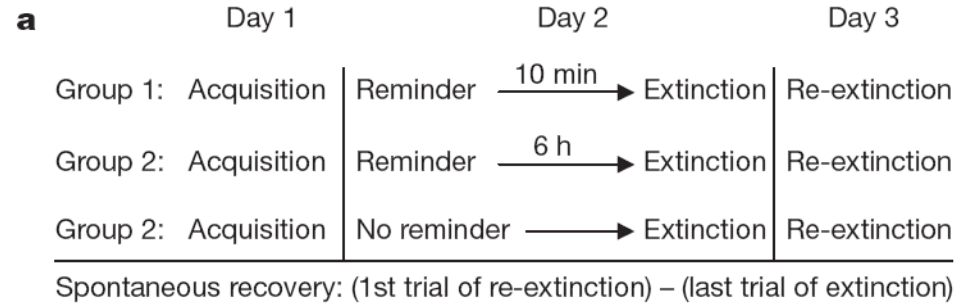 a
Day 1 Day 2 Day 3
Group 1: Acquisition Reminder 10 min Extinction Re-extinction
Group 2: Acquisition Reminder 6 h Extinction Re-extinction
Group 2: Acquisition No reminder Extinction Re-extinction
Spontaneous recovery: (1st trial of re-extinction) – (last trial of extinction)